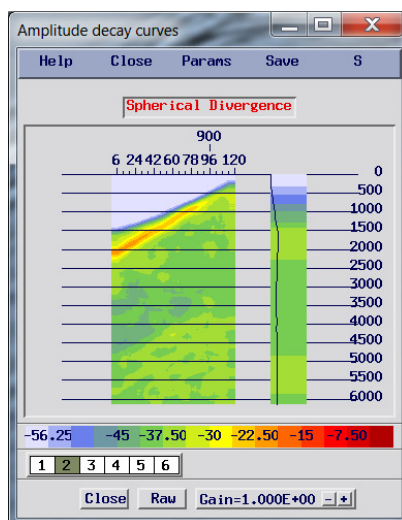 Amplitude decay curves
Help Close Params Save S
Spherical Divergence
900
6 24 42 60 78 96 120
0
500
1000
1500
2000
2500
3000
3500
4000
4500
5000
5500
6000
-56.25 -45 -37.50 -30 -22.50 -15 -7.50
1 2 3 4 5 6
Close Raw Gain=1.000E+00 - +